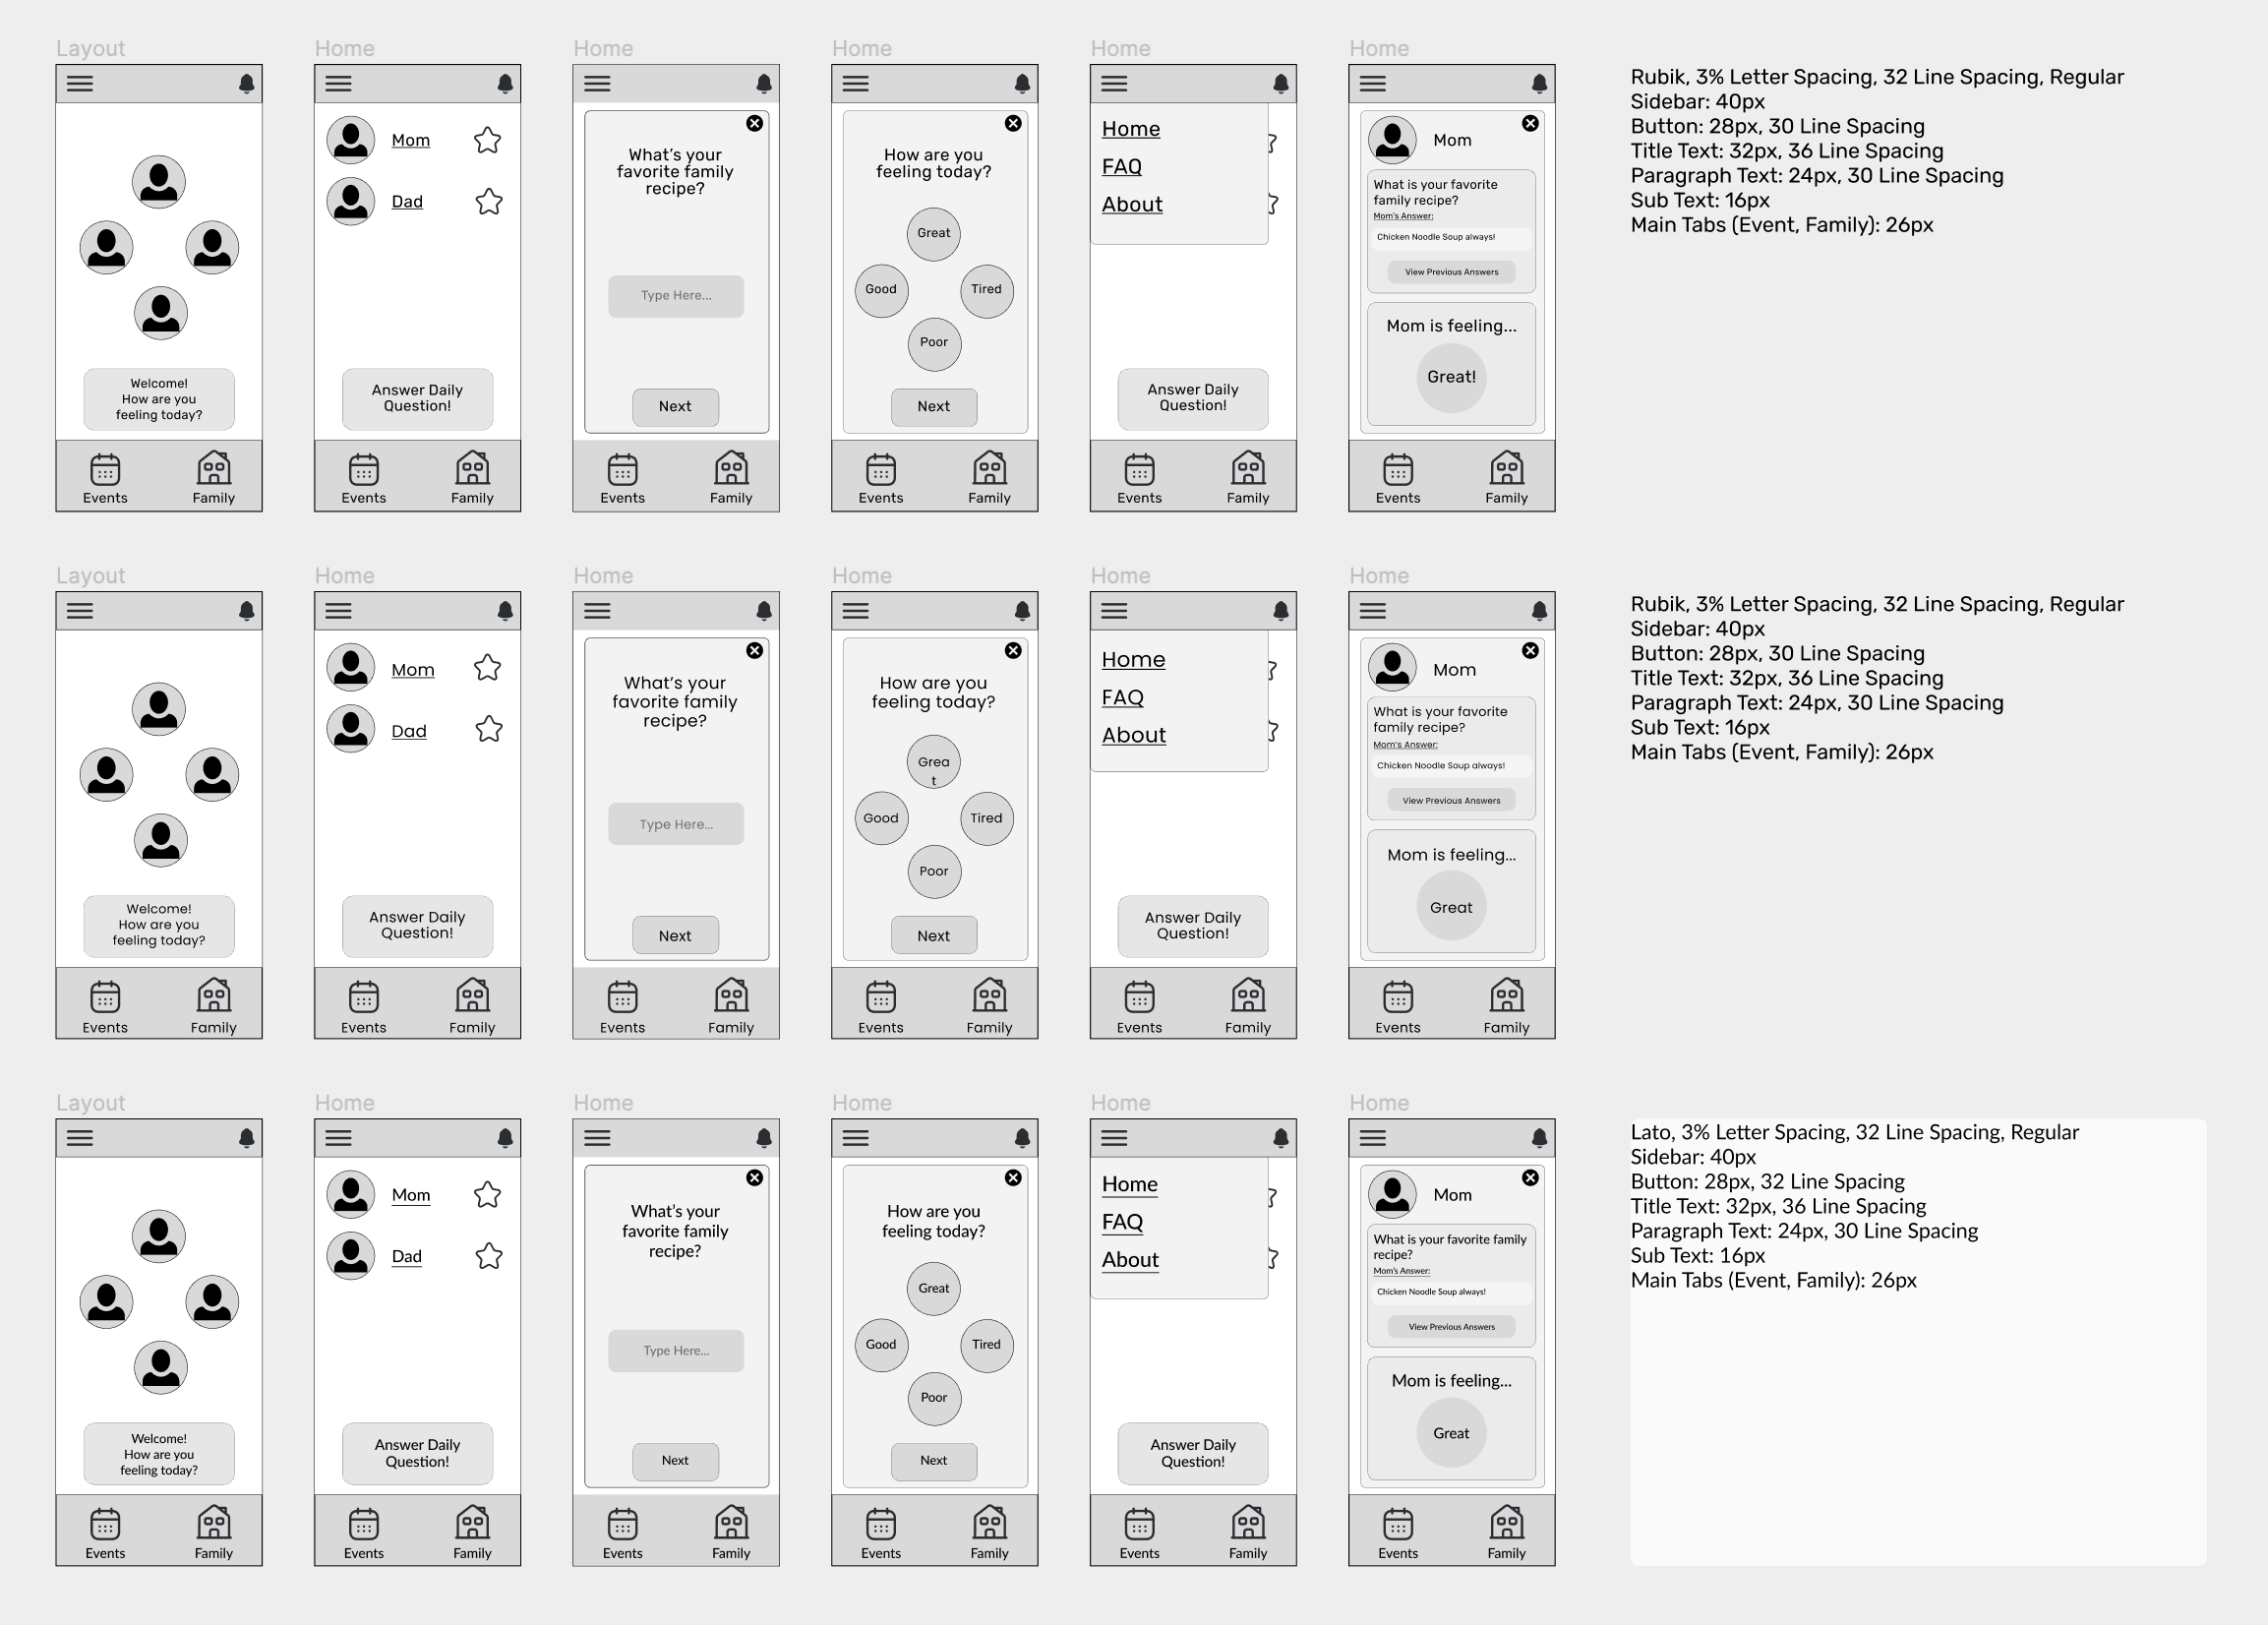 Layout
Welcome!
How are you
feeling today?
Events
Family
Home
Mom
Dad
Answer Daily
Question!
Events
Family
Home
What's your
favorite family
recipe?
Type Here...
Next
Events
Family
Home
How are you
feeling today?
Great
Good
Tired
Poor
Next
Events
Family
Home
Home
FAQ
About
Answer Daily
Question!
Events
Family
Home
Mom
What is your favorite
family recipe?
Mom's Answer:
Chicken Noodle Soup always!
View Previous Answers
Mom is feeling...
Great!
Events
Family
Rubik, 3% Letter Spacing, 32 Line Spacing, Regular
Sidebar: 40px
Button: 28px, 30 Line Spacing
Title Text: 32px, 36 Line Spacing
Paragraph Text: 24px, 30 Line Spacing
Sub Text: 16px
Main Tabs (Event, Family): 26px
Layout
Welcome!
How are you
feeling today?
Events
Family
Home
Mom
Dad
Answer Daily
Question!
Events
Family
Home
What's your
favorite family
recipe?
Type Here...
Next
Events
Family
Home
How are you
feeling today?
Grea
t
Good
Tired
Poor
Next
Events
Family
Home
Home
FAQ
About
Answer Daily
Question!
Events
Family
Home
Mom
What is your favorite
family recipe?
Mom's Answer:
Chicken Noodle Soup always!
View Previous Answers
Mom is feeling...
Great
Events
Family
Rubik, 3% Letter Spacing, 32 Line Spacing, Regular
Sidebar: 40px
Button: 28px, 30 Line Spacing
Title Text: 32px, 36 Line Spacing
Paragraph Text: 24px, 30 Line Spacing
Sub Text: 16px
Main Tabs (Event, Family): 26px
Layout
Welcome!
How are you
feeling today?
Events
Family
Home
Mom
Dad
Answer Daily
Question!
Events
Family
Home
What's your
favorite family
recipe?
Type Here...
Next
Events
Family
Home
How are you
feeling today?
Great
Good
Tired
Poor
Next
Events
Family
Home
Home
FAQ
About
Answer Daily
Question!
Events
Family
Home
Mom
What is your favorite family
recipe?
Mom's Answer:
Chicken Noodle Soup always!
View Previous Answers
Mom is feeling...
Great
Events
Family
Lato, 3% Letter Spacing, 32 Line Spacing, Regular
Sidebar: 40px
Button: 28px, 32 Line Spacing
Title Text: 32px, 36 Line Spacing
Paragraph Text: 24px, 30 Line Spacing
Sub Text: 16px
Main Tabs (Event, Family): 26px